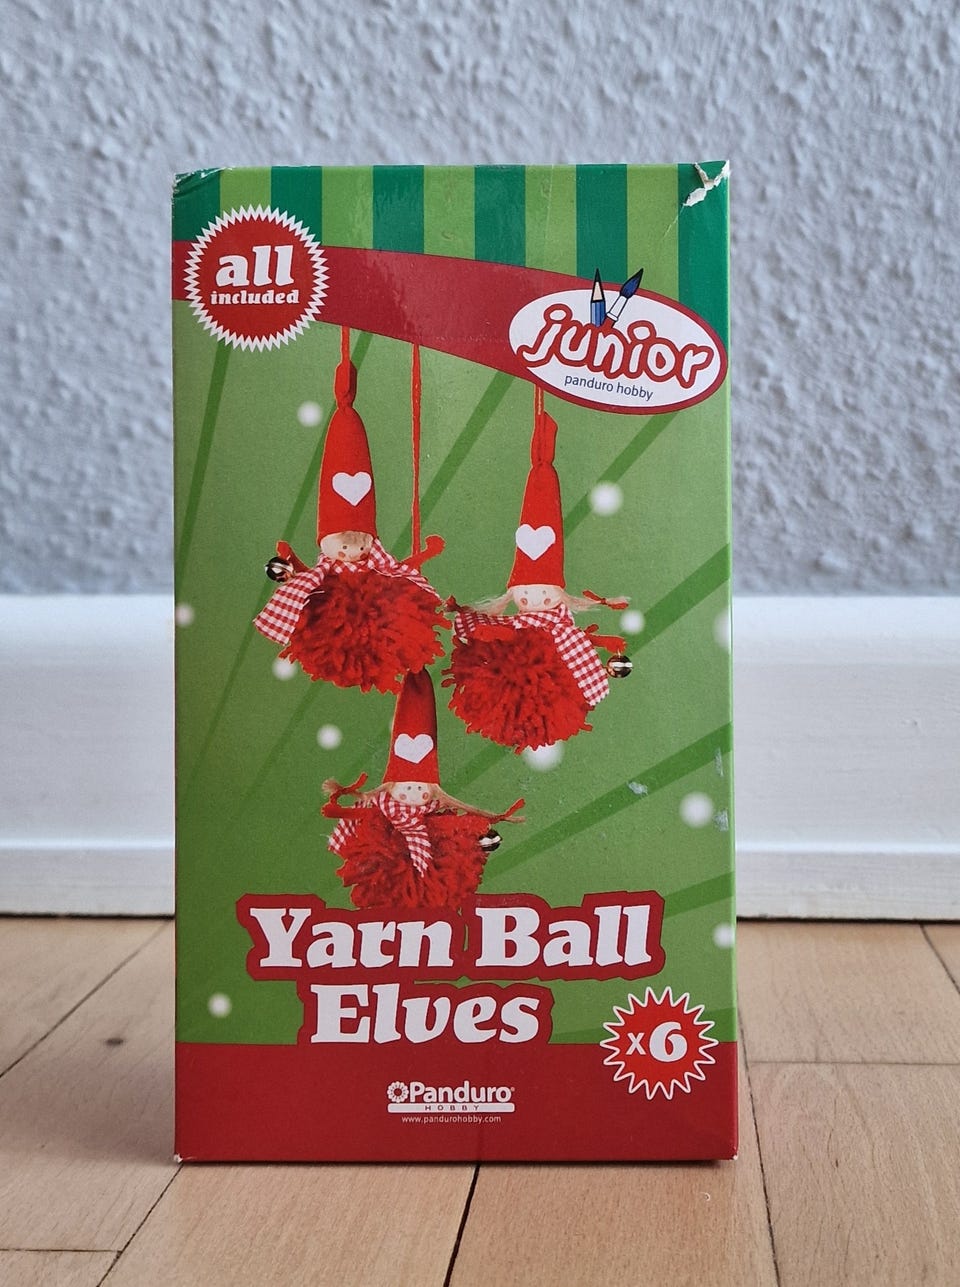 all
included
junior
panduro hobby
Yarn Ball
Elves
x6
Panduro®
HOBBY
www.pandurohobby.com